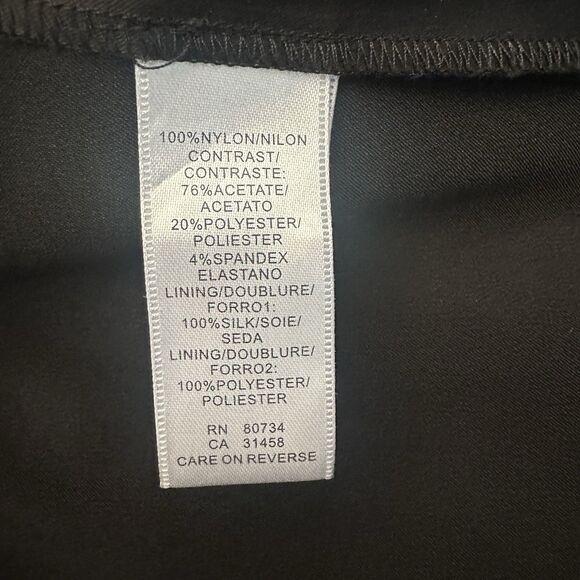 100%NYLON/NILON
CONTRAST/
CONTRASTE:
76%ACETATE/
ACETATO
20%POLYESTER/
POLIESTER
4%SPANDEX
ELASTANO
LINING/DOUBLURE/
FORRO1:
100%SILK/SOIE/
SEDA
LINING/DOUBLURE/
FORRO2:
100%POLYESTER/
POLIESTER
RN 80734
CA 31458
CARE ON REVERSE